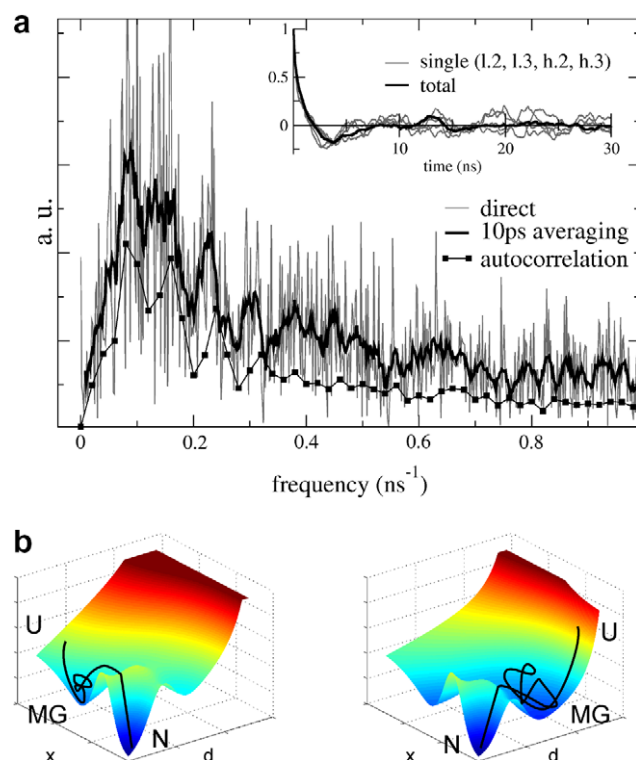 a
1
0.5
0
single (l.2, l.3, h.2, h.3)
total
10
20
30
time (ns)
a. u.
direct
10ps averaging
autocorrelation
0
0.2
0.4
0.6
0.8
frequency (ns⁻¹)
b
U
MG
N
x
d
U
MG
N
x
d